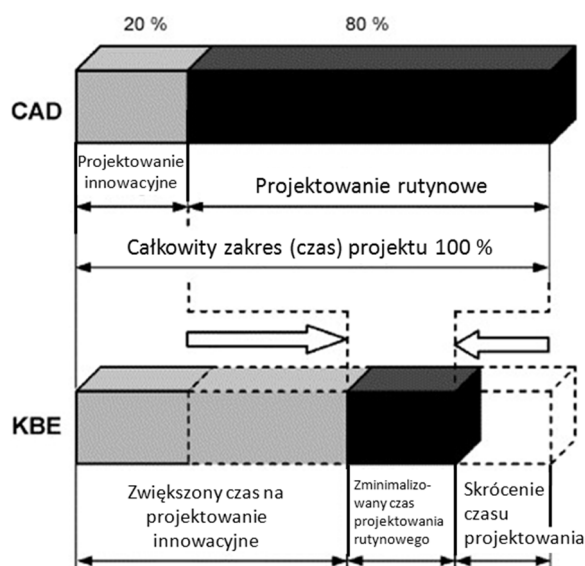 20 % 80 %
CAD
Projektowanie
innowacyjne
Projektowanie rutynowe
Całkowity zakres (czas) projektu 100 %
KBE
Zwiększony czas na
projektowanie
innowacyjne
Zminimalizo-
wany czas
projektowania
rutynowego
Skrócenie
czasu
projektowania